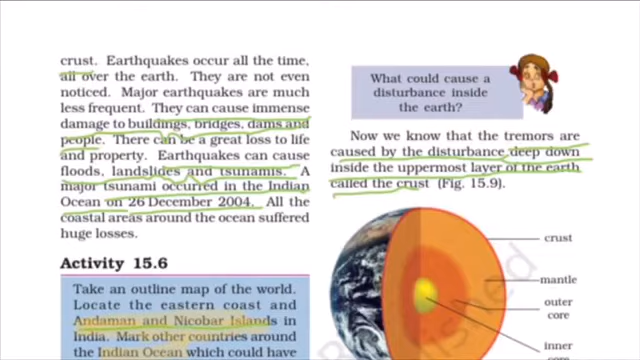 crust. Earthquakes occur all the time,
all over the earth. They are not even
noticed. Major earthquakes are much
less frequent. They can cause immense
damage to buildings, bridges, dams and
people. There can be a great loss to life
and property. Earthquakes can cause
floods, landslides and tsunamis. A
major tsunami occurred in the Indian
Ocean on 26 December 2004. All the
coastal areas around the ocean suffered
huge losses.
Activity 15.6
Take an outline map of the world.
Locate the eastern coast and
Andaman and Nicobar Islands in
India. Mark other countries around
the Indian Ocean which could have
What could cause a
disturbance inside
the earth?
Now we know that the tremors are
caused by the disturbance deep down
inside the uppermost layer of the earth
called the crust (Fig. 15.9).
crust
mantle
outer
core
inner